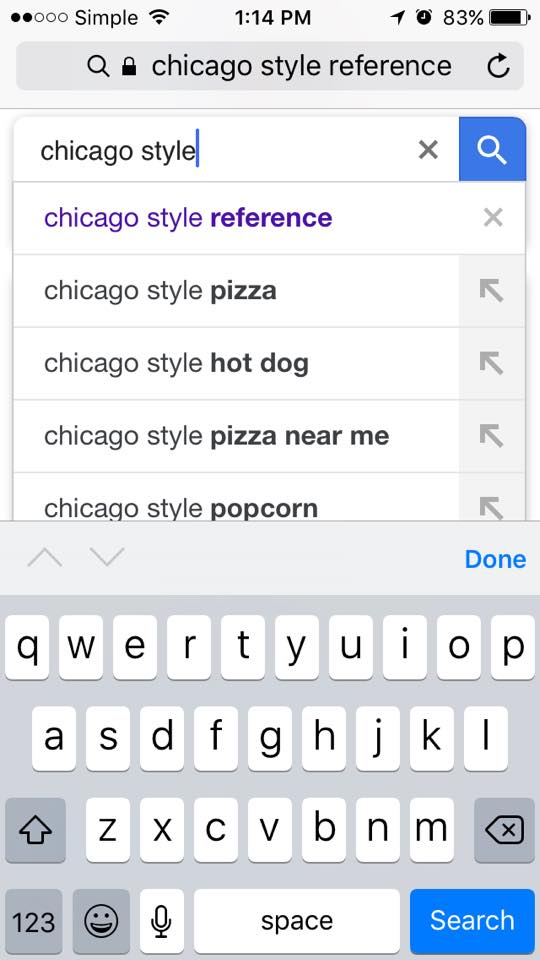 Simple 1:14 PM 83%
chicago style reference
chicago style
chicago style reference
chicago style pizza
chicago style hot dog
chicago style pizza near me
chicago style popcorn
Done
q w e r t y u i o p
a s d f g h j k l
z x c v b n m
123 space Search